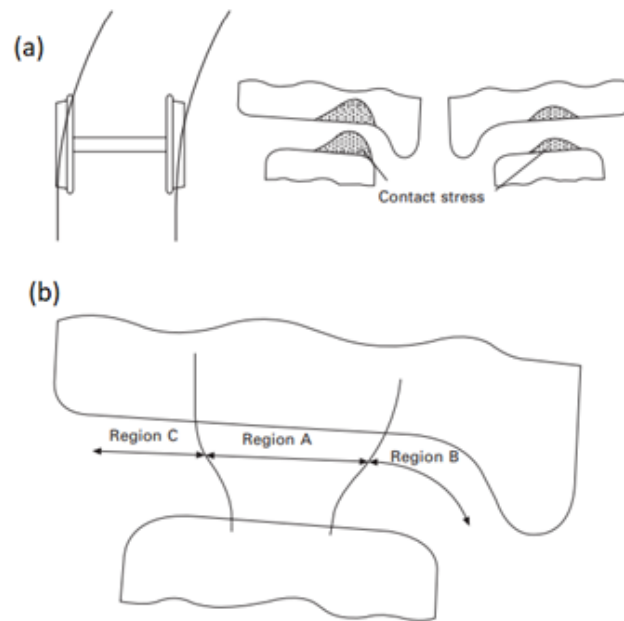 (a)
Contact stress
(b)
Region C
Region A
Region B